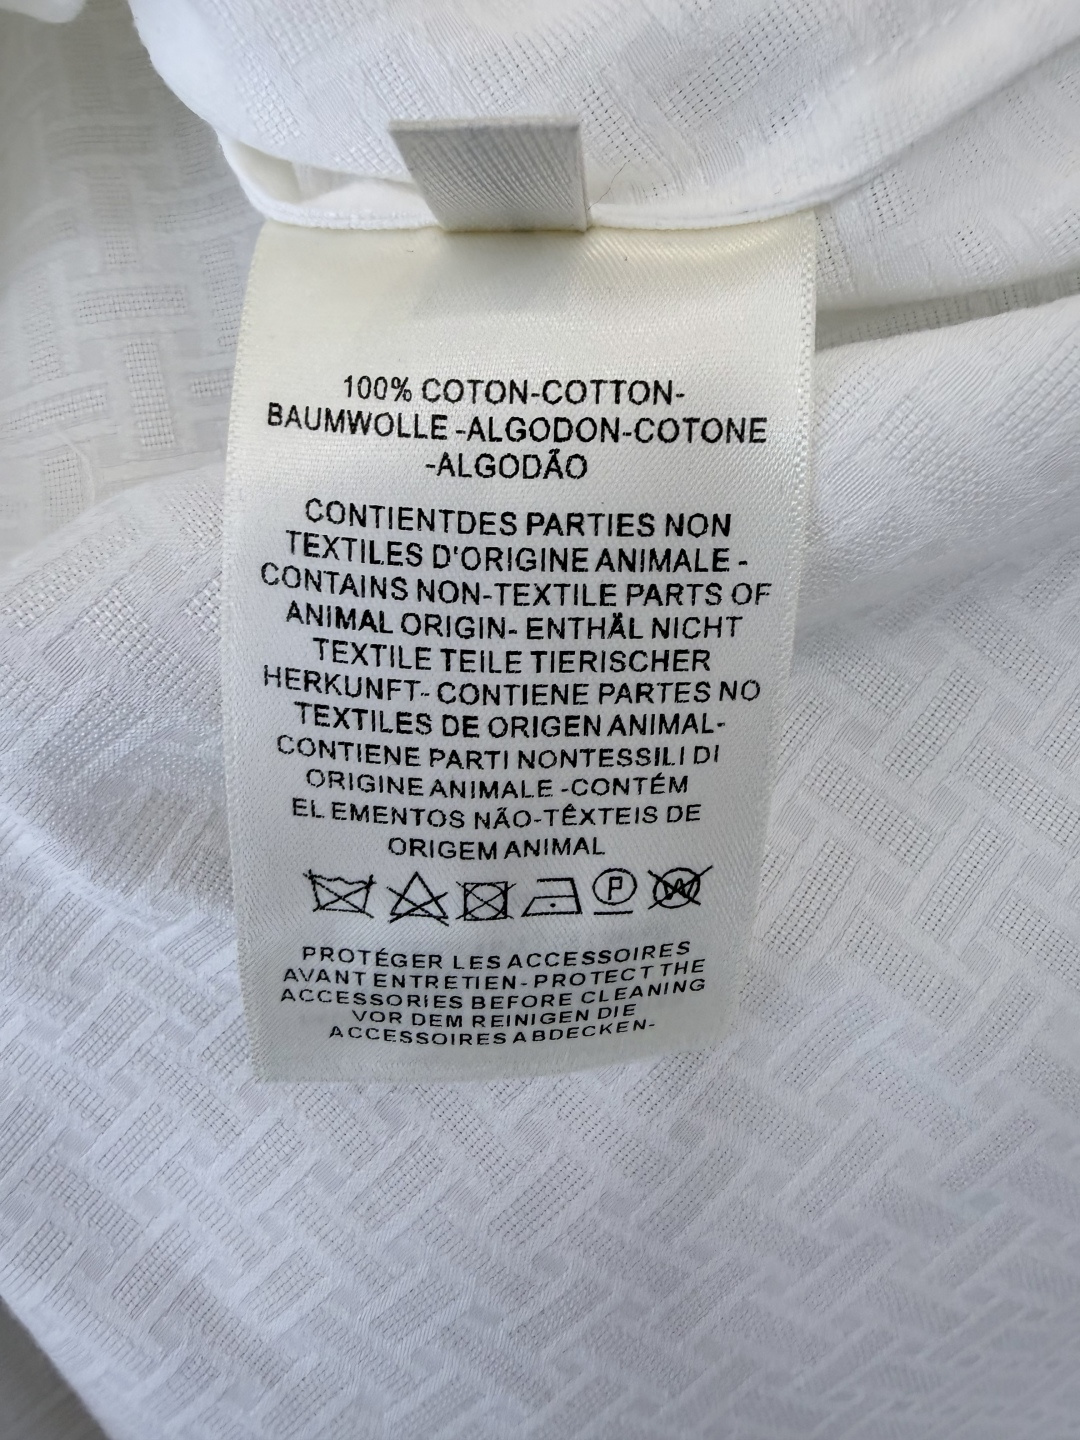 100% COTON-COTTON-
BAUMWOLLE -ALGODON-COTONE
-ALGODÃO
CONTIENTDES PARTIES NON
TEXTILES D'ORIGINE ANIMALE -
CONTAINS NON-TEXTILE PARTS OF
ANIMAL ORIGIN- ENTHÄL NICHT
TEXTILE TEILE TIERISCHER
HERKUNFT- CONTIENE PARTES NO
TEXTILES DE ORIGEN ANIMAL-
CONTIENE PARTI NONTESSILI DI
ORIGINE ANIMALE -CONTÉM
ELEMENTOS NÃO-TÊXTEIS DE
ORIGEM ANIMAL
P W
PROTÉGER LES ACCESSOIRES
AVANT ENTRETIEN- PROTECT THE
ACCESSORIES BEFORE CLEANING
VOR DEM REINIGEN DIE
ACCESSOIRES ABDECKEN-